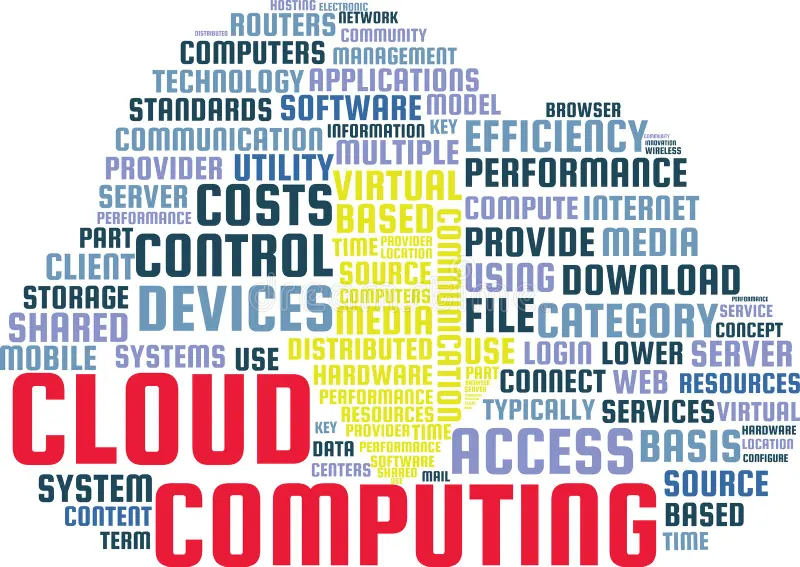 HOSTING ELECTRONIC
DISTRIBUTED ROUTERS NETWORK
COMMUNITY
COMPUTERS MANAGEMENT
TECHNOLOGY APPLICATIONS
STANDARDS SOFTWARE MODEL
BROWSER
COMMUNICATION INFORMATION KEY EFFICIENCY COMMUNITY
INNOVATION
WIRELESS
PROVIDER UTILITY MULTIPLE PERFORMANCE
SERVER COSTS VIRTUAL COMPUTE INTERNET
PERFORMANCE BASED COMMUNICATION
PART CONTROL TIME PROVIDER PROVIDE MEDIA
LOCATION
CLIENT SOURCE USING DOWNLOAD
STORAGE DEVICES COMPUTERS PERFORMANCE
SHARED MEDIA FILE CATEGORY SERVICE
CONCEPT
MOBILE SYSTEMS USE DISTRIBUTED USE LOGIN LOWER SERVER
CLOUD HARDWARE PART CONNECT WEB RESOURCES
BROWSER
SERVER
PERFORMANCE
RESOURCES TYPICALLY SERVICES VIRTUAL
KEY PROVIDER TIME HARDWARE
DATA PERFORMANCE ACCESS BASIS LOCATION
CENTERS SOFTWARE CONFIGURE
SHARED
USE MAIL
SYSTEM COMPUTING SOURCE
CONTENT BASED
TERM TIME
dreamstime